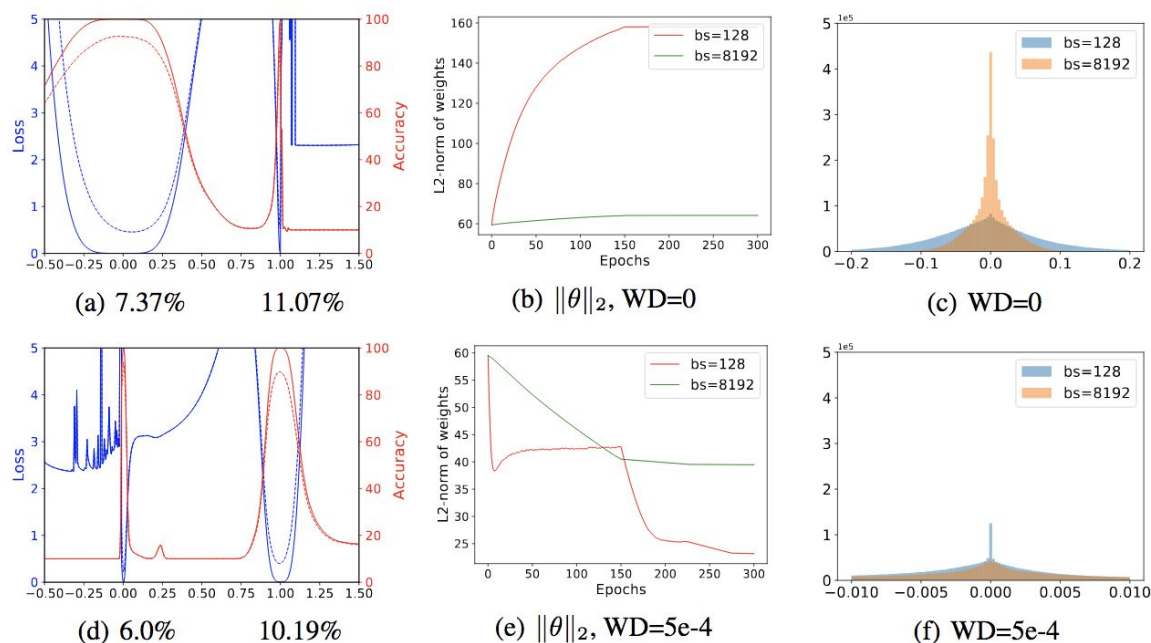 5
4
3
2
1
0
Loss
100
80
60
40
20
0
Accuracy
−0.50 −0.25 0.00 0.25 0.50 0.75 1.00 1.25 1.50
(a) 7.37% 11.07%
160
140
120
100
80
60
L2-norm of weights
bs=128
bs=8192
0 50 100 150 200 250 300
Epochs
(b) ∥θ∥₂, WD=0
1e5
5
4
3
2
1
0
bs=128
bs=8192
−0.2 −0.1 0.0 0.1 0.2
(c) WD=0
5
4
3
2
1
0
Loss
100
80
60
40
20
0
Accuracy
−0.50 −0.25 0.00 0.25 0.50 0.75 1.00 1.25 1.50
(d) 6.0% 10.19%
60
55
50
45
40
35
30
25
L2-norm of weights
bs=128
bs=8192
0 50 100 150 200 250 300
Epochs
(e) ∥θ∥₂, WD=5e-4
1e5
5
4
3
2
1
0
bs=128
bs=8192
−0.010 −0.005 0.000 0.005 0.010
(f) WD=5e-4